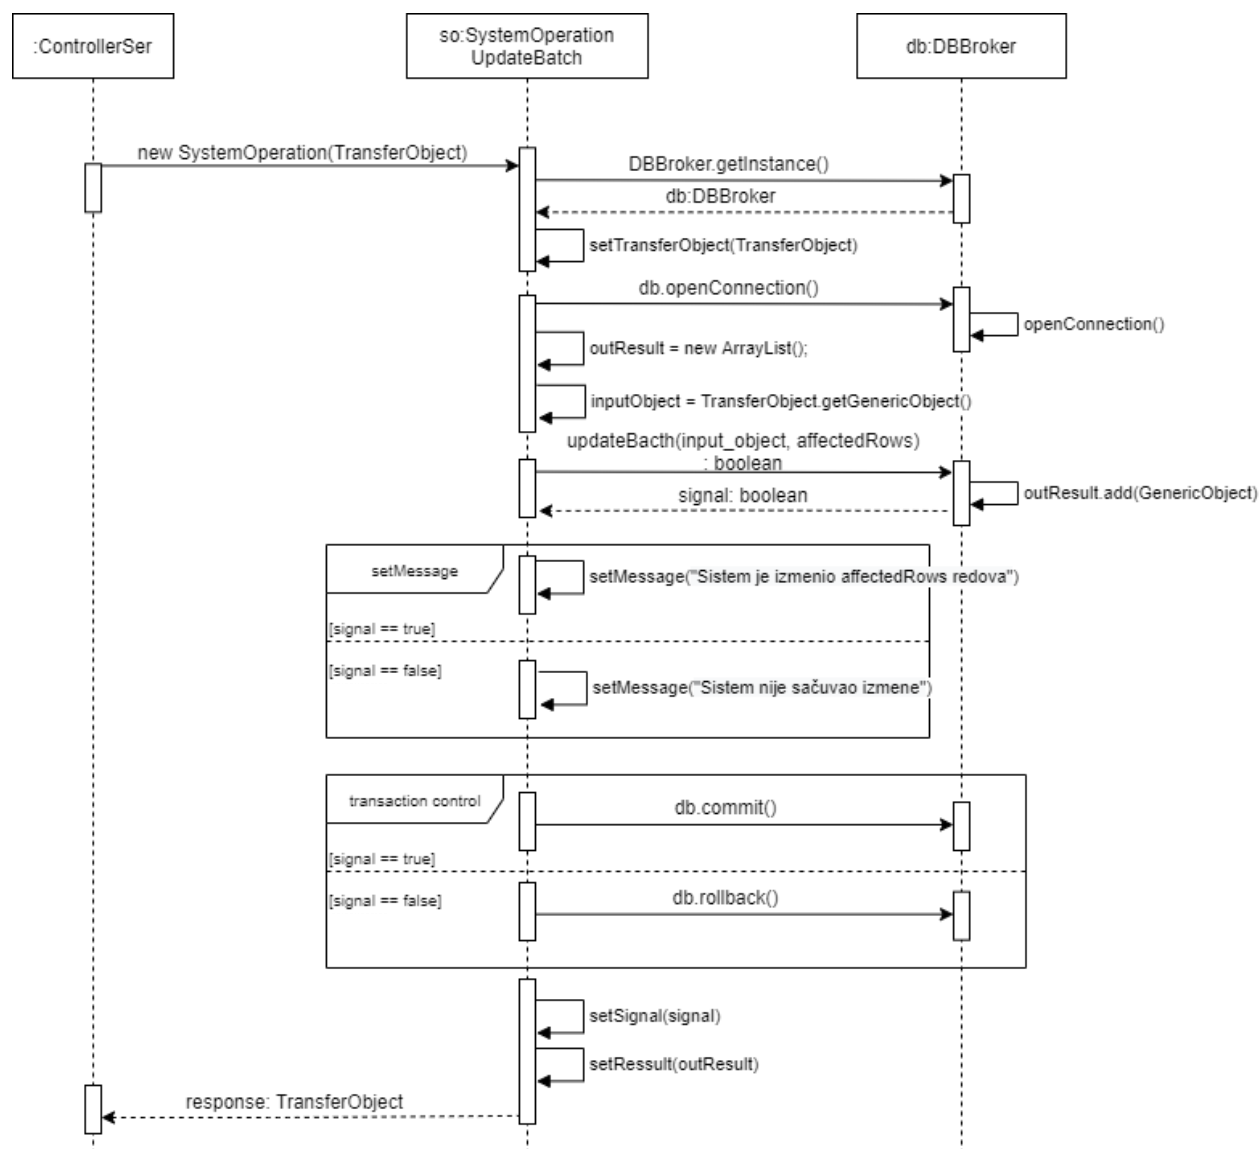 :ControllerSer
so:SystemOperation
UpdateBatch
db:DBBroker
new SystemOperation(TransferObject)
DBBroker.getInstance()
db:DBBroker
setTransferObject(TransferObject)
db.openConnection()
openConnection()
outResult = new ArrayList();
inputObject = TransferObject.getGenericObject()
updateBacth(input_object, affectedRows)
: boolean
signal: boolean
outResult.add(GenericObject)
setMessage
setMessage("Sistem je izmenio affectedRows redova")
[signal == true]
[signal == false]
setMessage("Sistem nije sačuvao izmene")
transaction control
db.commit()
[signal == true]
[signal == false]
db.rollback()
setSignal(signal)
setRessult(outResult)
response: TransferObject